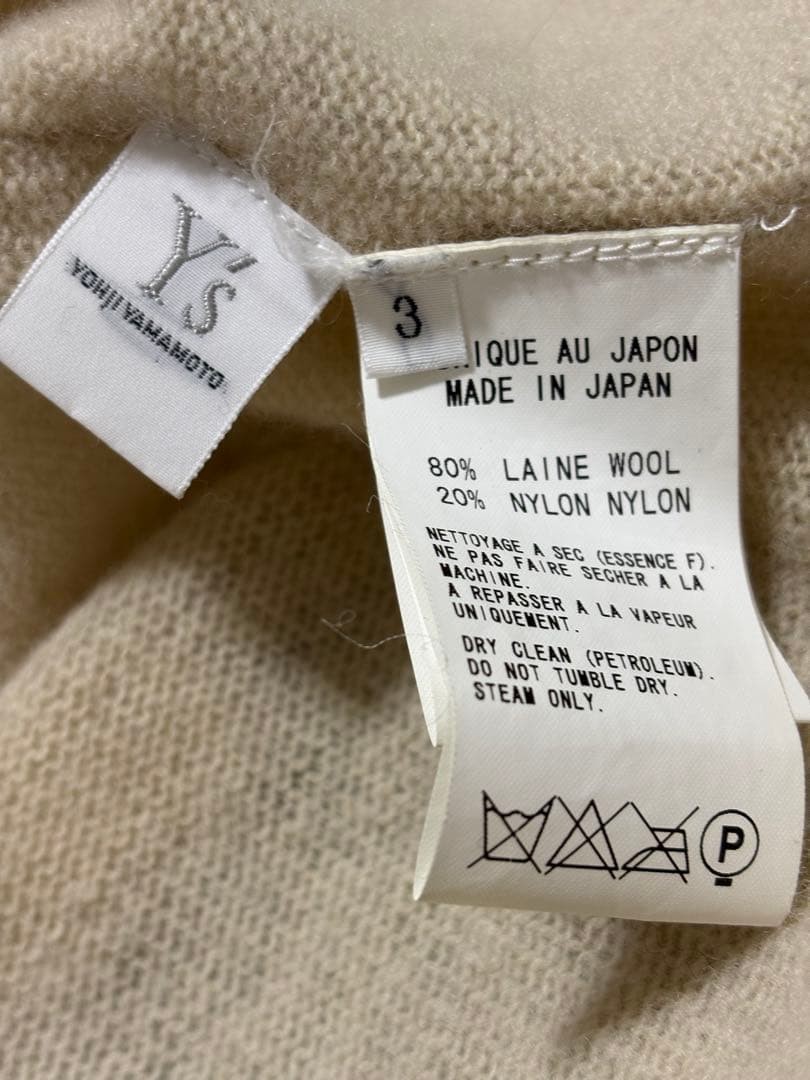 Y's
YOHJI YAMAMOTO
3
AU JAPON
MADE IN JAPAN
80% LAINE WOOL
20% NYLON NYLON
NETTOYAGE A SEC (ESSENCE F).
NE PAS FAIRE SECHER A LA
MACHINE.
A REPASSER A LA VAPEUR
UNIQUEMENT.
DRY CLEAN (PETROLEUM).
DO NOT TUMBLE DRY.
STEAM ONLY.
P